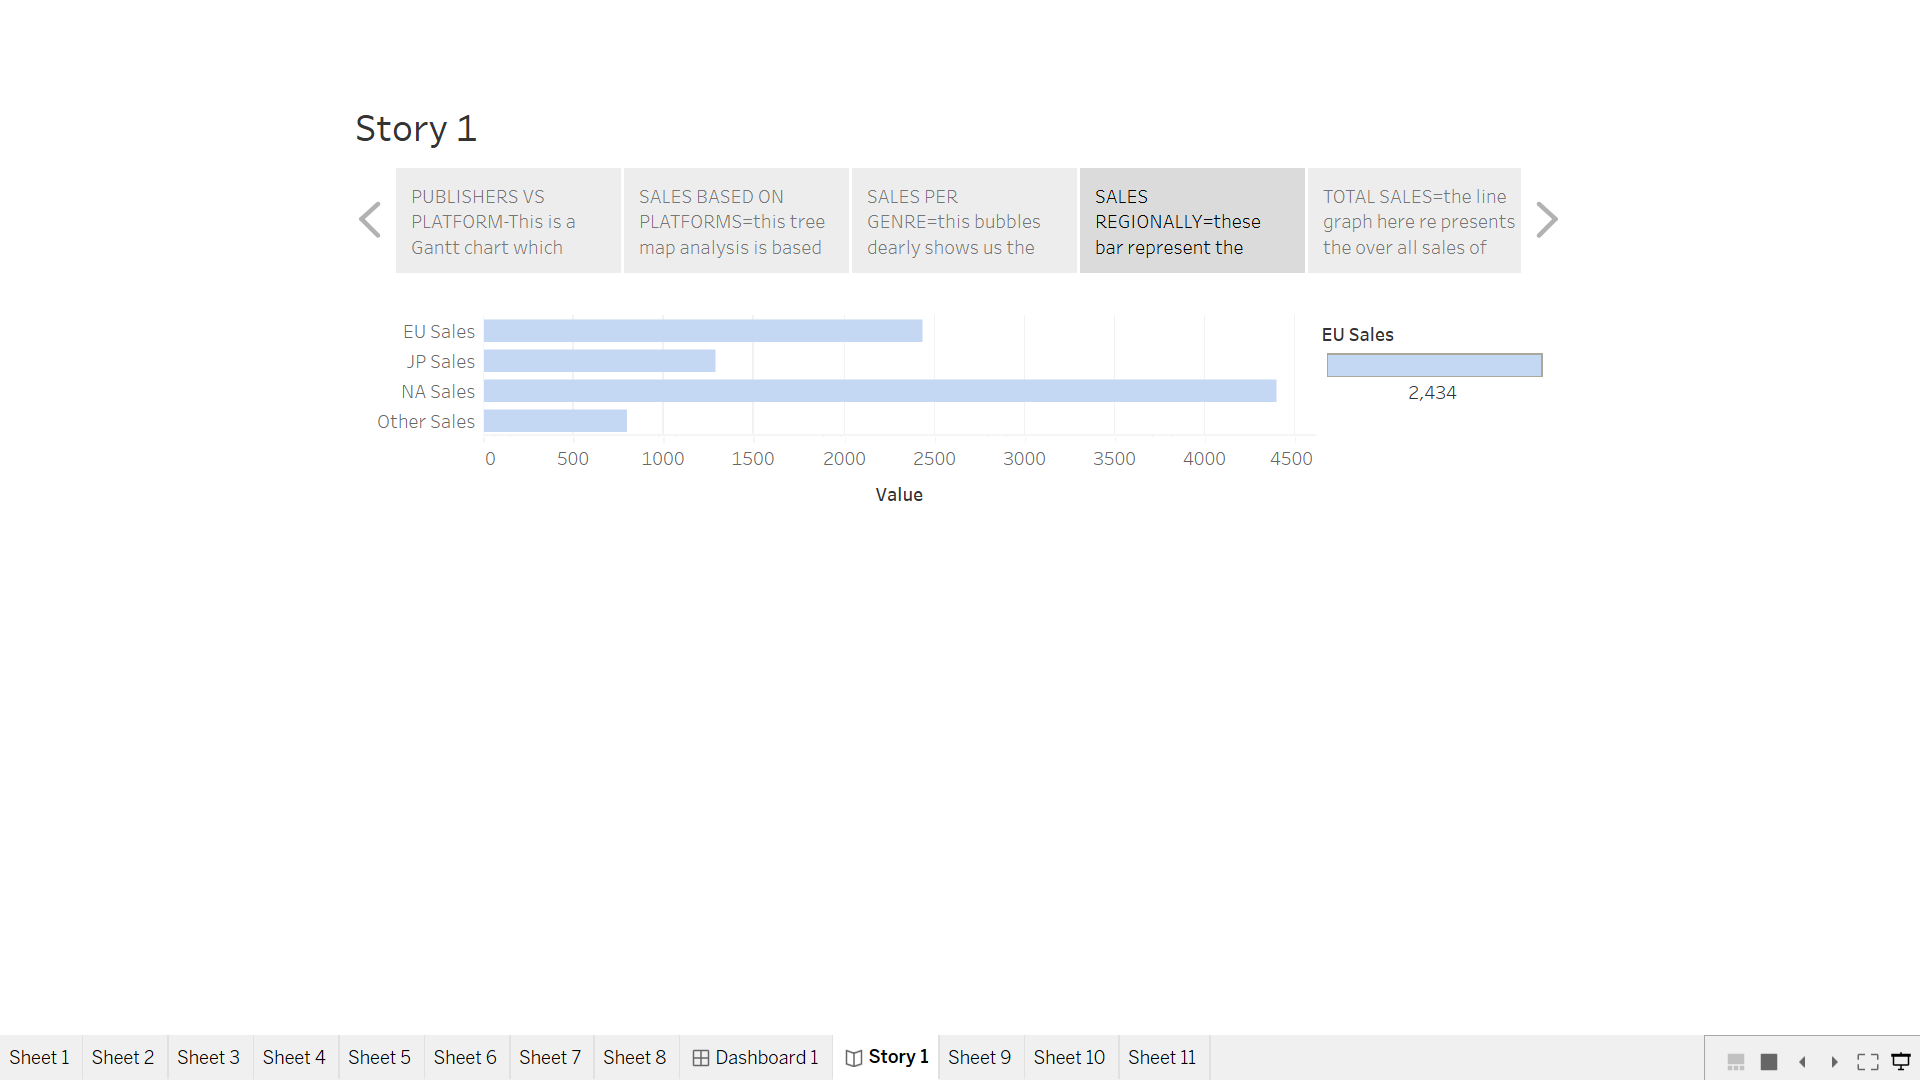 Story 1
PUBLISHERS VS
PLATFORM-This is a
Gantt chart which
SALES BASED ON
PLATFORMS=this tree
map analysis is based
SALES PER
GENRE=this bubbles
dearly shows us the
SALES
REGIONALLY=these
bar represent the
TOTAL SALES=the line
graph here re presents
the over all sales of
EU Sales
JP Sales
NA Sales
Other Sales
0 500 1000 1500 2000 2500 3000 3500 4000 4500
Value
EU Sales
2,434
Sheet 1 Sheet 2 Sheet 3 Sheet 4 Sheet 5 Sheet 6 Sheet 7 Sheet 8 Dashboard 1 Story 1 Sheet 9 Sheet 10 Sheet 11